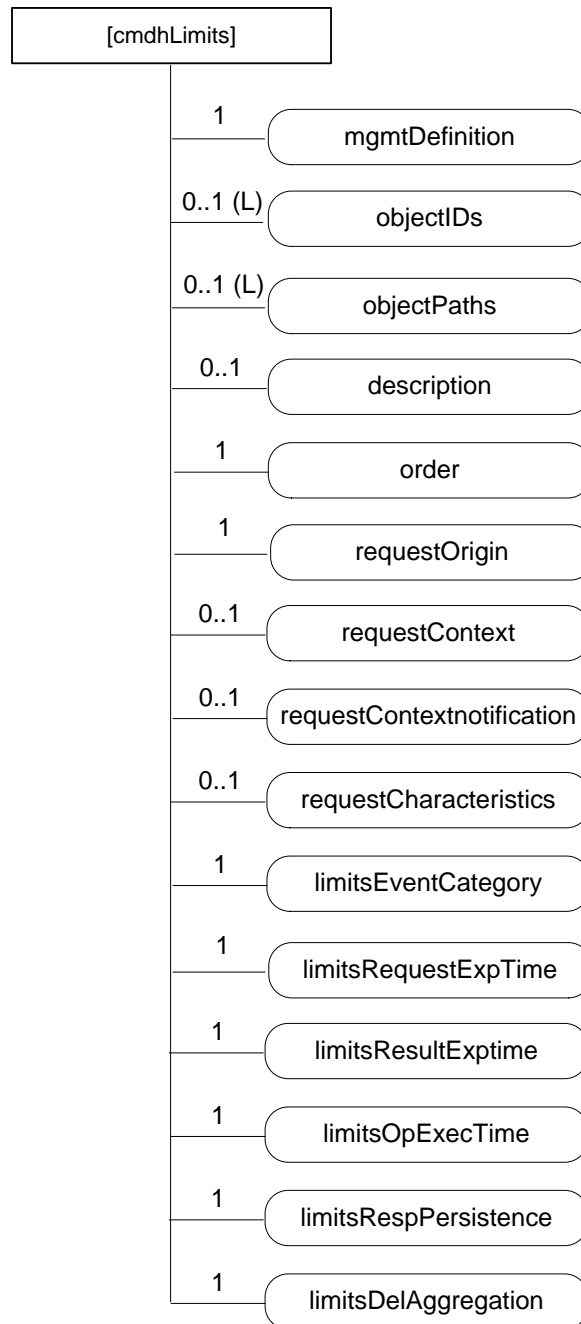 [cmdhLimits]
1
mgmtDefinition
0..1 (L)
objectIDs
0..1 (L)
objectPaths
0..1
description
1
order
1
requestOrigin
0..1
requestContext
0..1
requestContextnotification
0..1
requestCharacteristics
1
limitsEventCategory
1
limitsRequestExpTime
1
limitsResultExptime
1
limitsOpExecTime
1
limitsRespPersistence
1
limitsDelAggregation